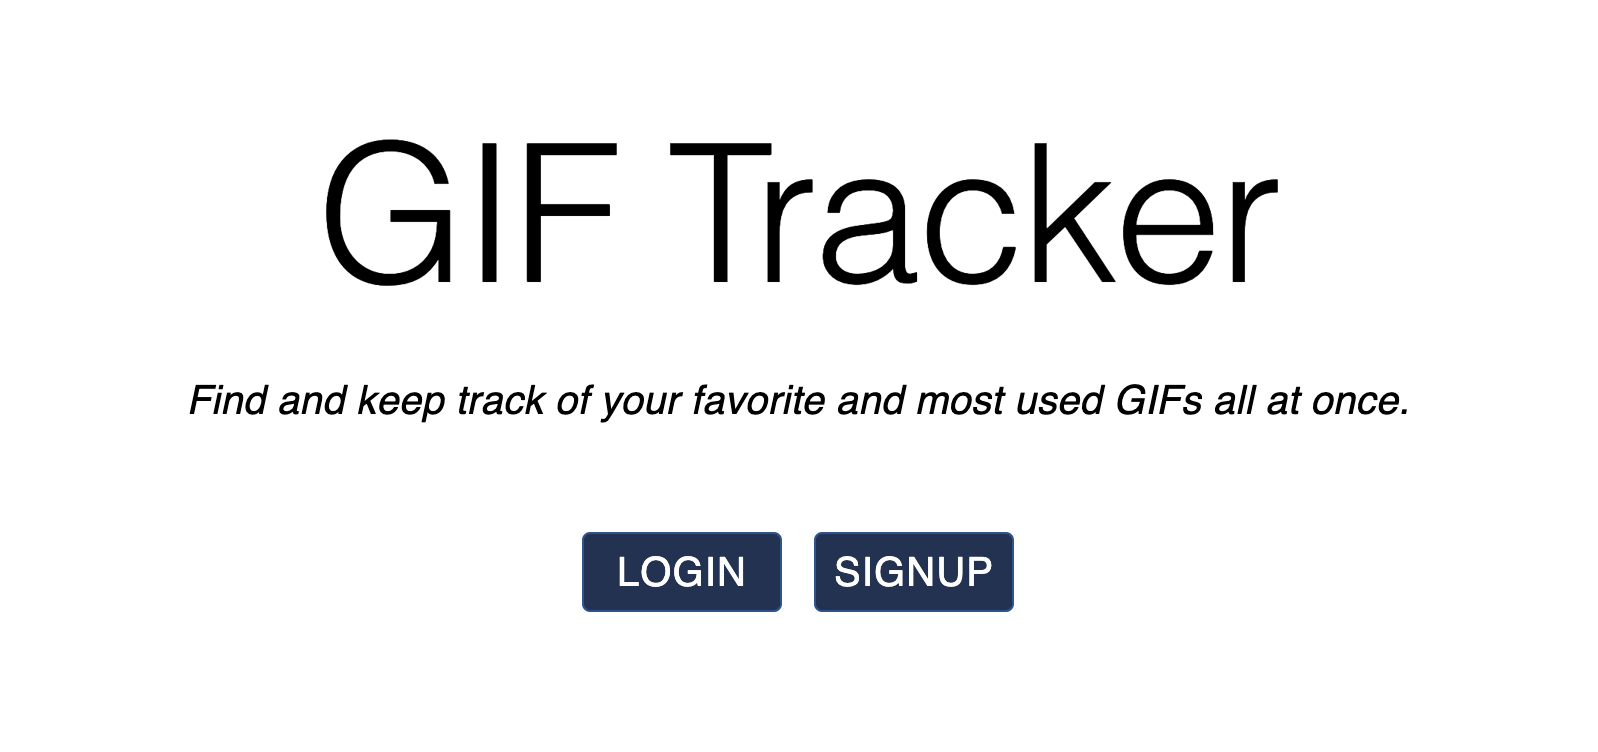 GIF Tracker
Find and keep track of your favorite and most used GIFs all at once.
LOGIN SIGNUP